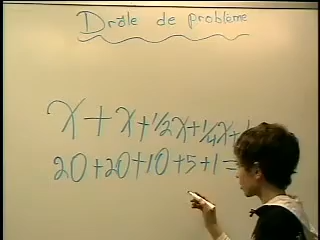 Drôle de problème
x + x + 1/2x + 1/4x +
20 + 20 + 10 + 5 + 1 =